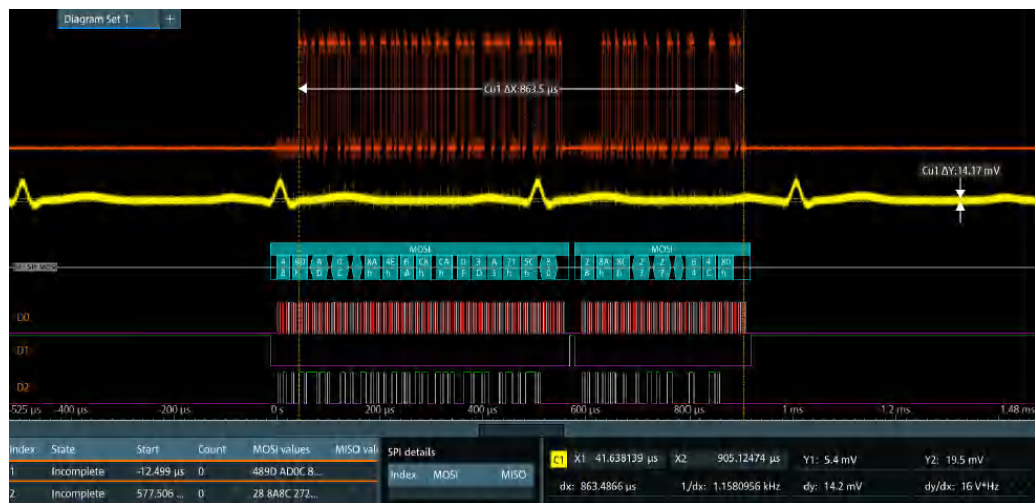 Diagram Set 1 +
Cu1 ΔX:863.5 µs
Cu1 ΔY:14.17 mV
MOSI MOSI
D0
D1
D2
-525 µs -400 µs -200 µs 0 s 200 µs 400 µs 600 µs 800 µs 1 ms 1.2 ms 1.48 ms
Index State Start Count MOSI values MISO val
1 Incomplete -12.499 µs 0 489D AD0C 8...
2 Incomplete 577.506 ... 0 28 8A8C 272...
SPI details
Index MOSI MISO
C1 X1 41.638139 µs X2 905.12474 µs Y1: 5.4 mV Y2: 19.5 mV
dx: 863.4866 µs 1/dx: 1.1580956 kHz dy: 14.2 mV dy/dx: 16 V*Hz